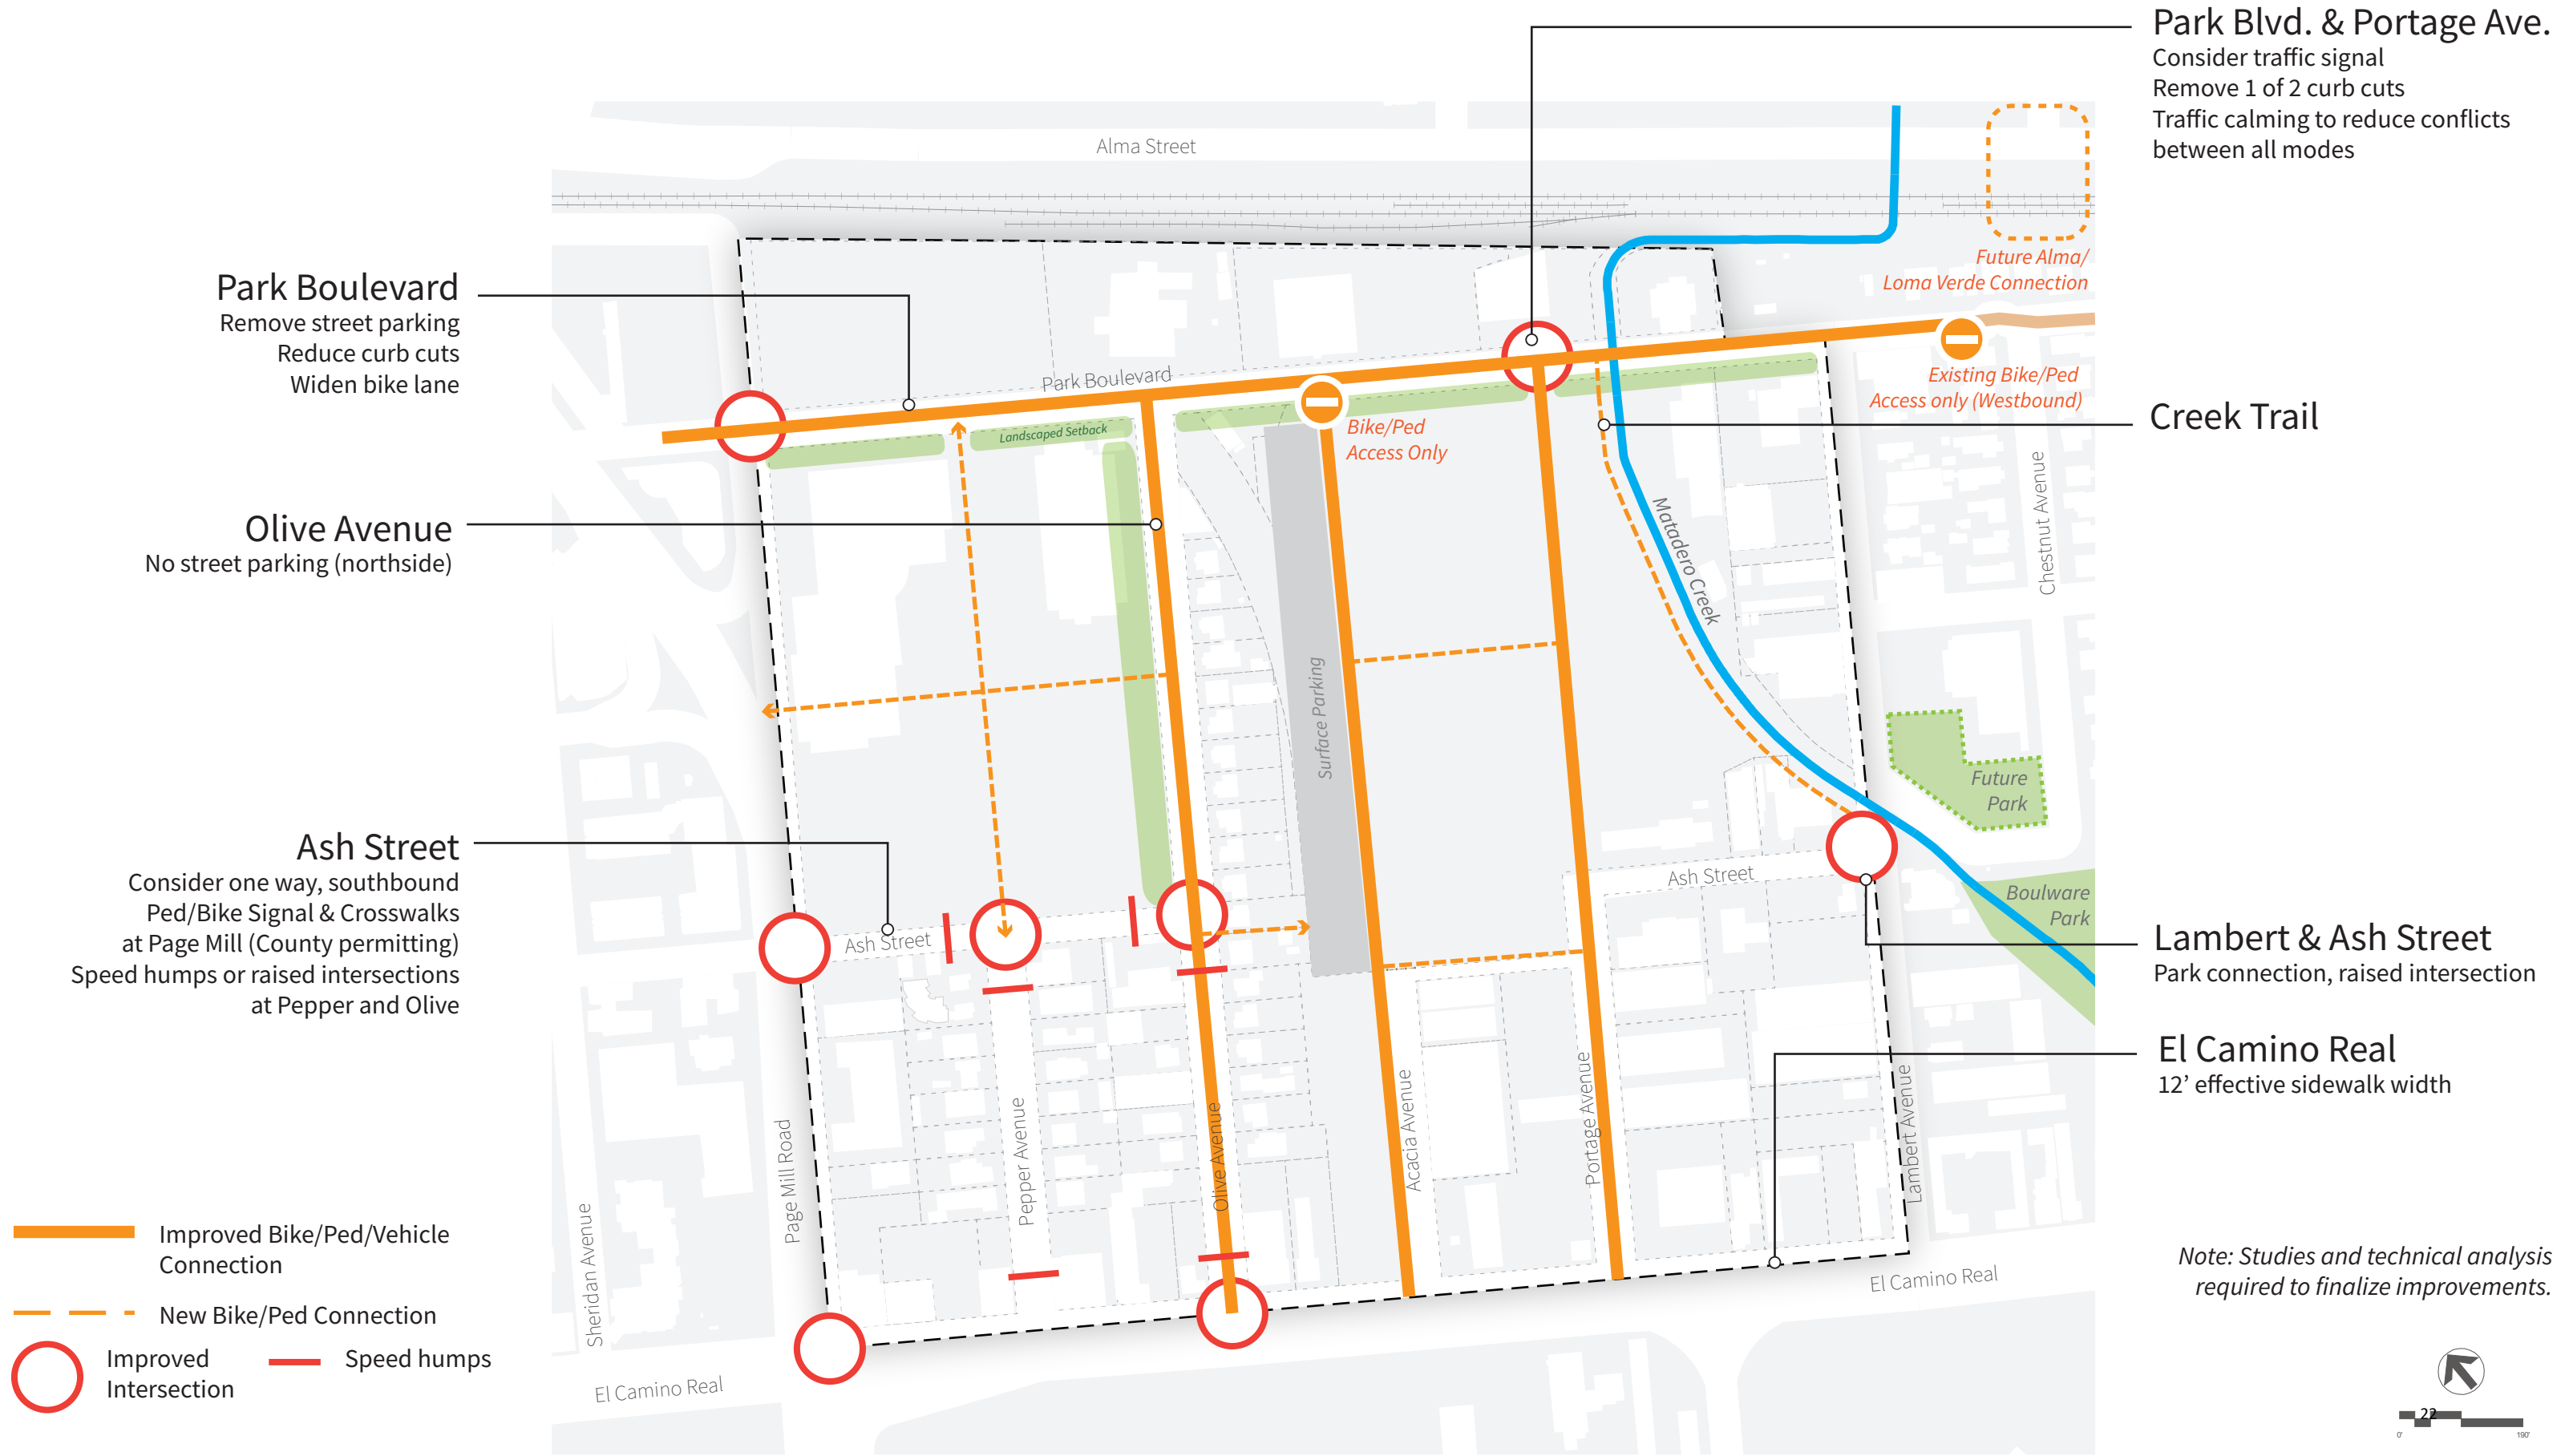 Park Blvd. & Portage Ave.
Consider traffic signal
Remove 1 of 2 curb cuts
Traffic calming to reduce conflicts
between all modes
Alma Street
Future Alma/
Loma Verde Connection
Park Boulevard
Remove street parking
Reduce curb cuts
Widen bike lane
Park Boulevard
Landscaped Setback
Bike/Ped
Access Only
Existing Bike/Ped
Access only (Westbound)
Creek Trail
Olive Avenue
No street parking (northside)
Matadero Creek
Chestnut Avenue
Surface Parking
Future
Park
Ash Street
Consider one way, southbound
Ped/Bike Signal & Crosswalks
at Page Mill (County permitting)
Speed humps or raised intersections
at Pepper and Olive
Ash Street
Ash Street
Boulware
Park
Lambert & Ash Street
Park connection, raised intersection
El Camino Real
12’ effective sidewalk width
Sheridan Avenue
Page Mill Road
Pepper Avenue
Olive Avenue
Acacia Avenue
Portage Avenue
Lambert Avenue
El Camino Real
El Camino Real
Improved Bike/Ped/Vehicle
Connection
New Bike/Ped Connection
Improved
Intersection
Speed humps
Note: Studies and technical analysis
required to finalize improvements.
22
0'
190'